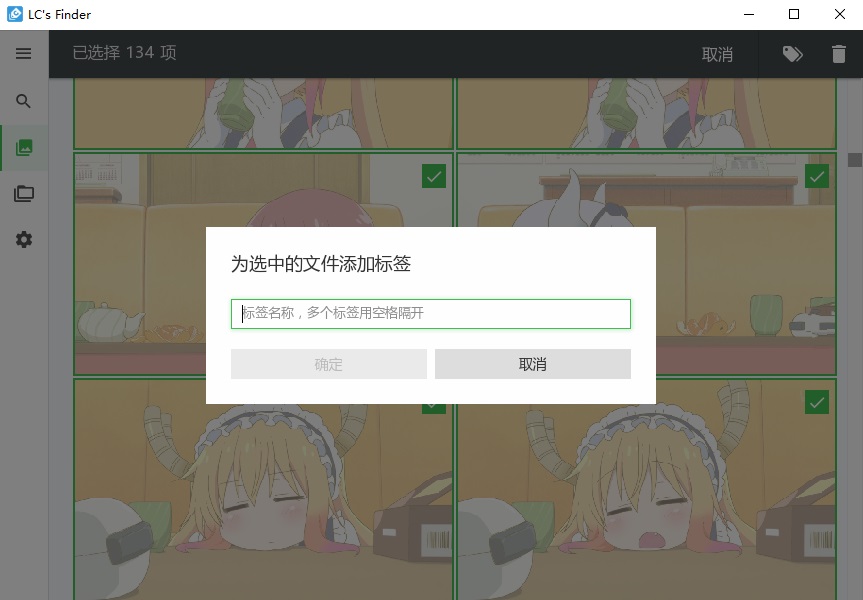 LC's Finder
已选择 134 项
取消
为选中的文件添加标签
标签名称，多个标签用空格隔开
确定
取消